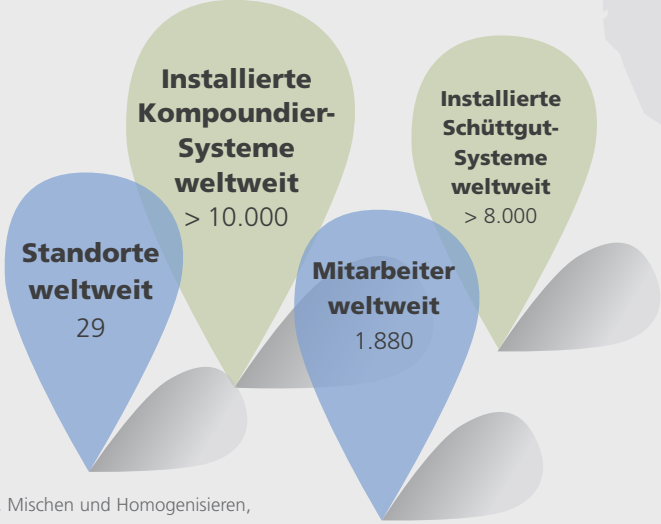 Installierte
Kompoundier-
Systeme
weltweit
> 10.000
Installierte
Schüttgut-
Systeme
weltweit
> 8.000
Standorte
weltweit
29
Mitarbeiter
weltweit
1.880
Mischen und Homogenisieren,